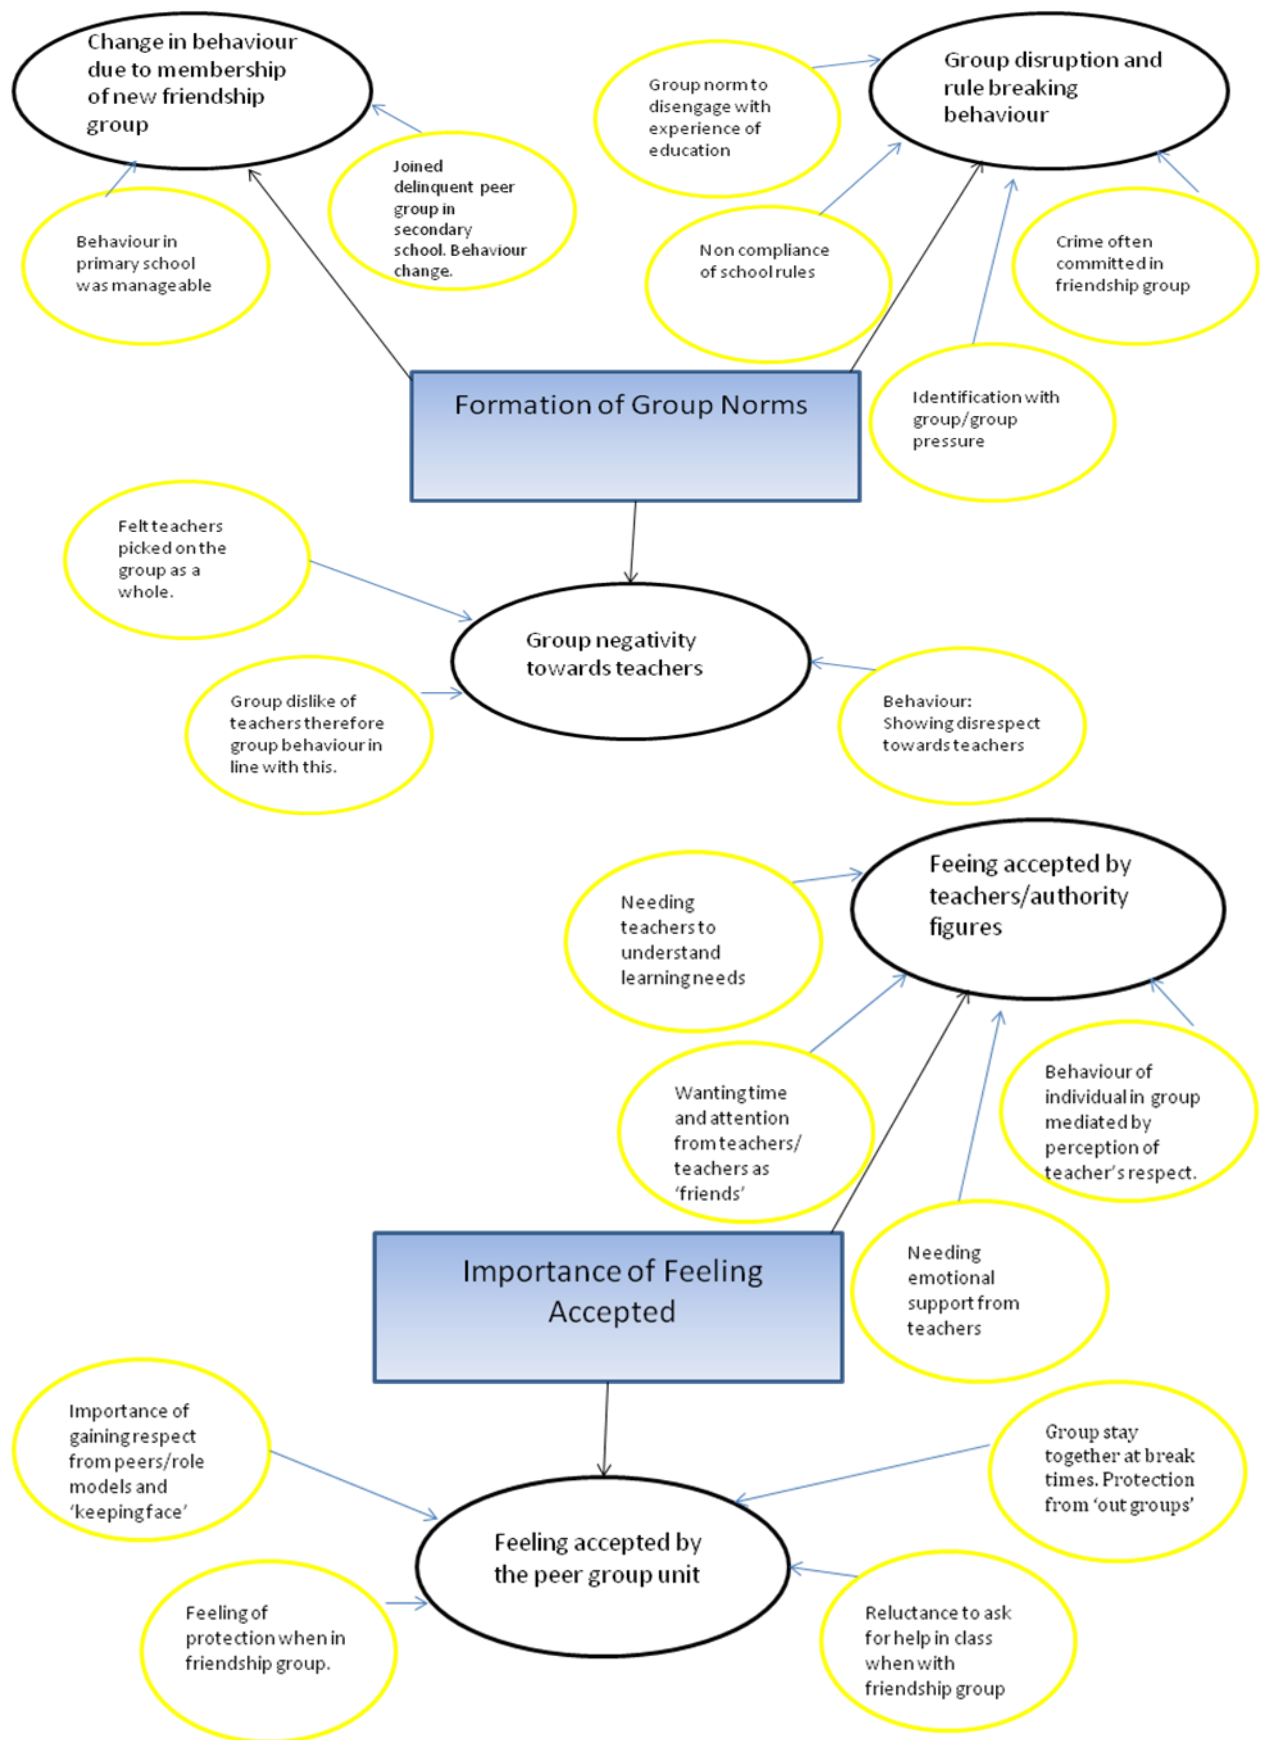 Change in behaviour
due to membership
of new friendship
group
Group disruption and
rule breaking
behaviour
Group norm to
disengage with
experience of
education
Joined
delinquent peer
group in
secondary
school. Behaviour
change.
Behaviour in
primary school
was manageable
Non compliance
of school rules
Crime often
committed in
friendship group
Formation of Group Norms
Identification with
group/group
pressure
Felt teachers
picked on the
group as a
whole.
Group negativity
towards teachers
Group dislike of
teachers therefore
group behaviour in
line with this.
Behaviour:
Showing disrespect
towards teachers
Feeing accepted by
teachers/authority
figures
Needing
teachers to
understand
learning needs
Wanting time
and attention
from teachers/
teachers as
‘friends’
Behaviour of
individual in group
mediated by
perception of
teacher’s respect.
Importance of Feeling
Accepted
Needing
emotional
support from
teachers
Importance of
gaining respect
from peers/role
models and
‘keeping face’
Group stay
together at break
times. Protection
from ‘out groups’
Feeling accepted by
the peer group unit
Feeling of
protection when in
friendship group.
Reluctance to ask
for help in class
when with
friendship group